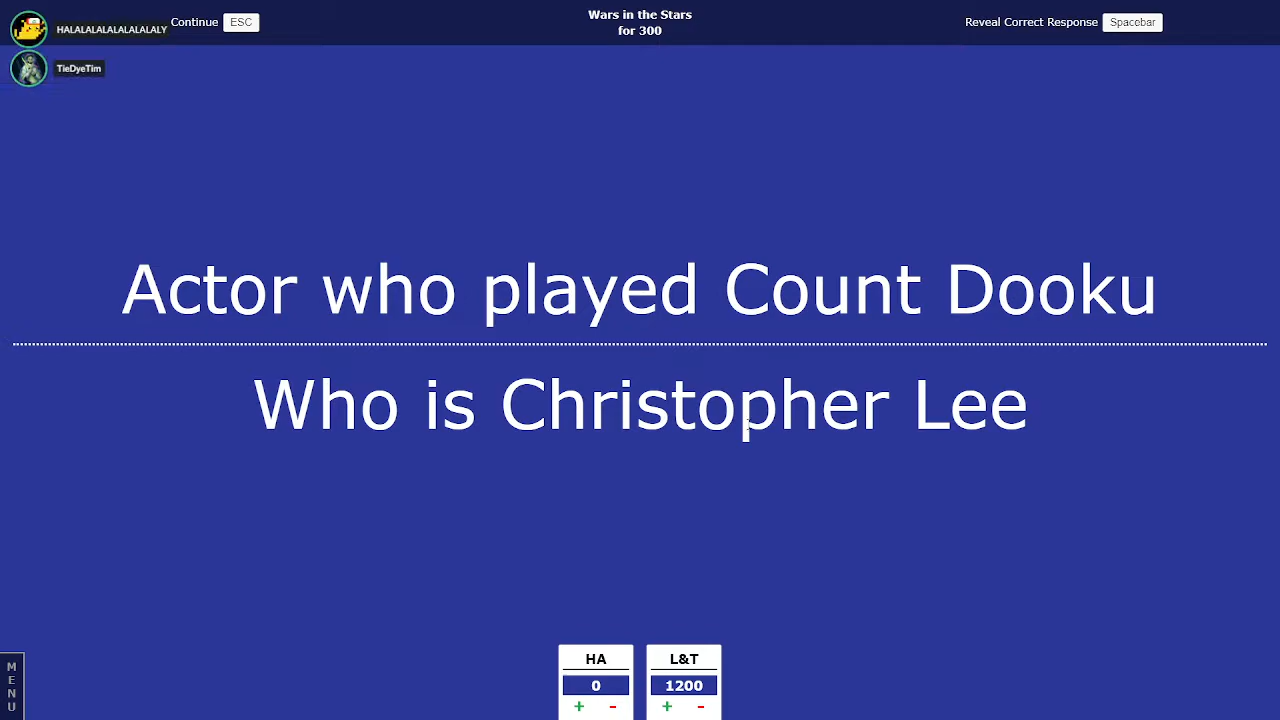 HALALALALALALALALY
Continue ESC
Wars in the Stars
for 300
Reveal Correct Response Spacebar
TieDyeTim
Actor who played Count Dooku
Who is Christopher Lee
MENU
HA
0
+ -
L&T
1200
+ -